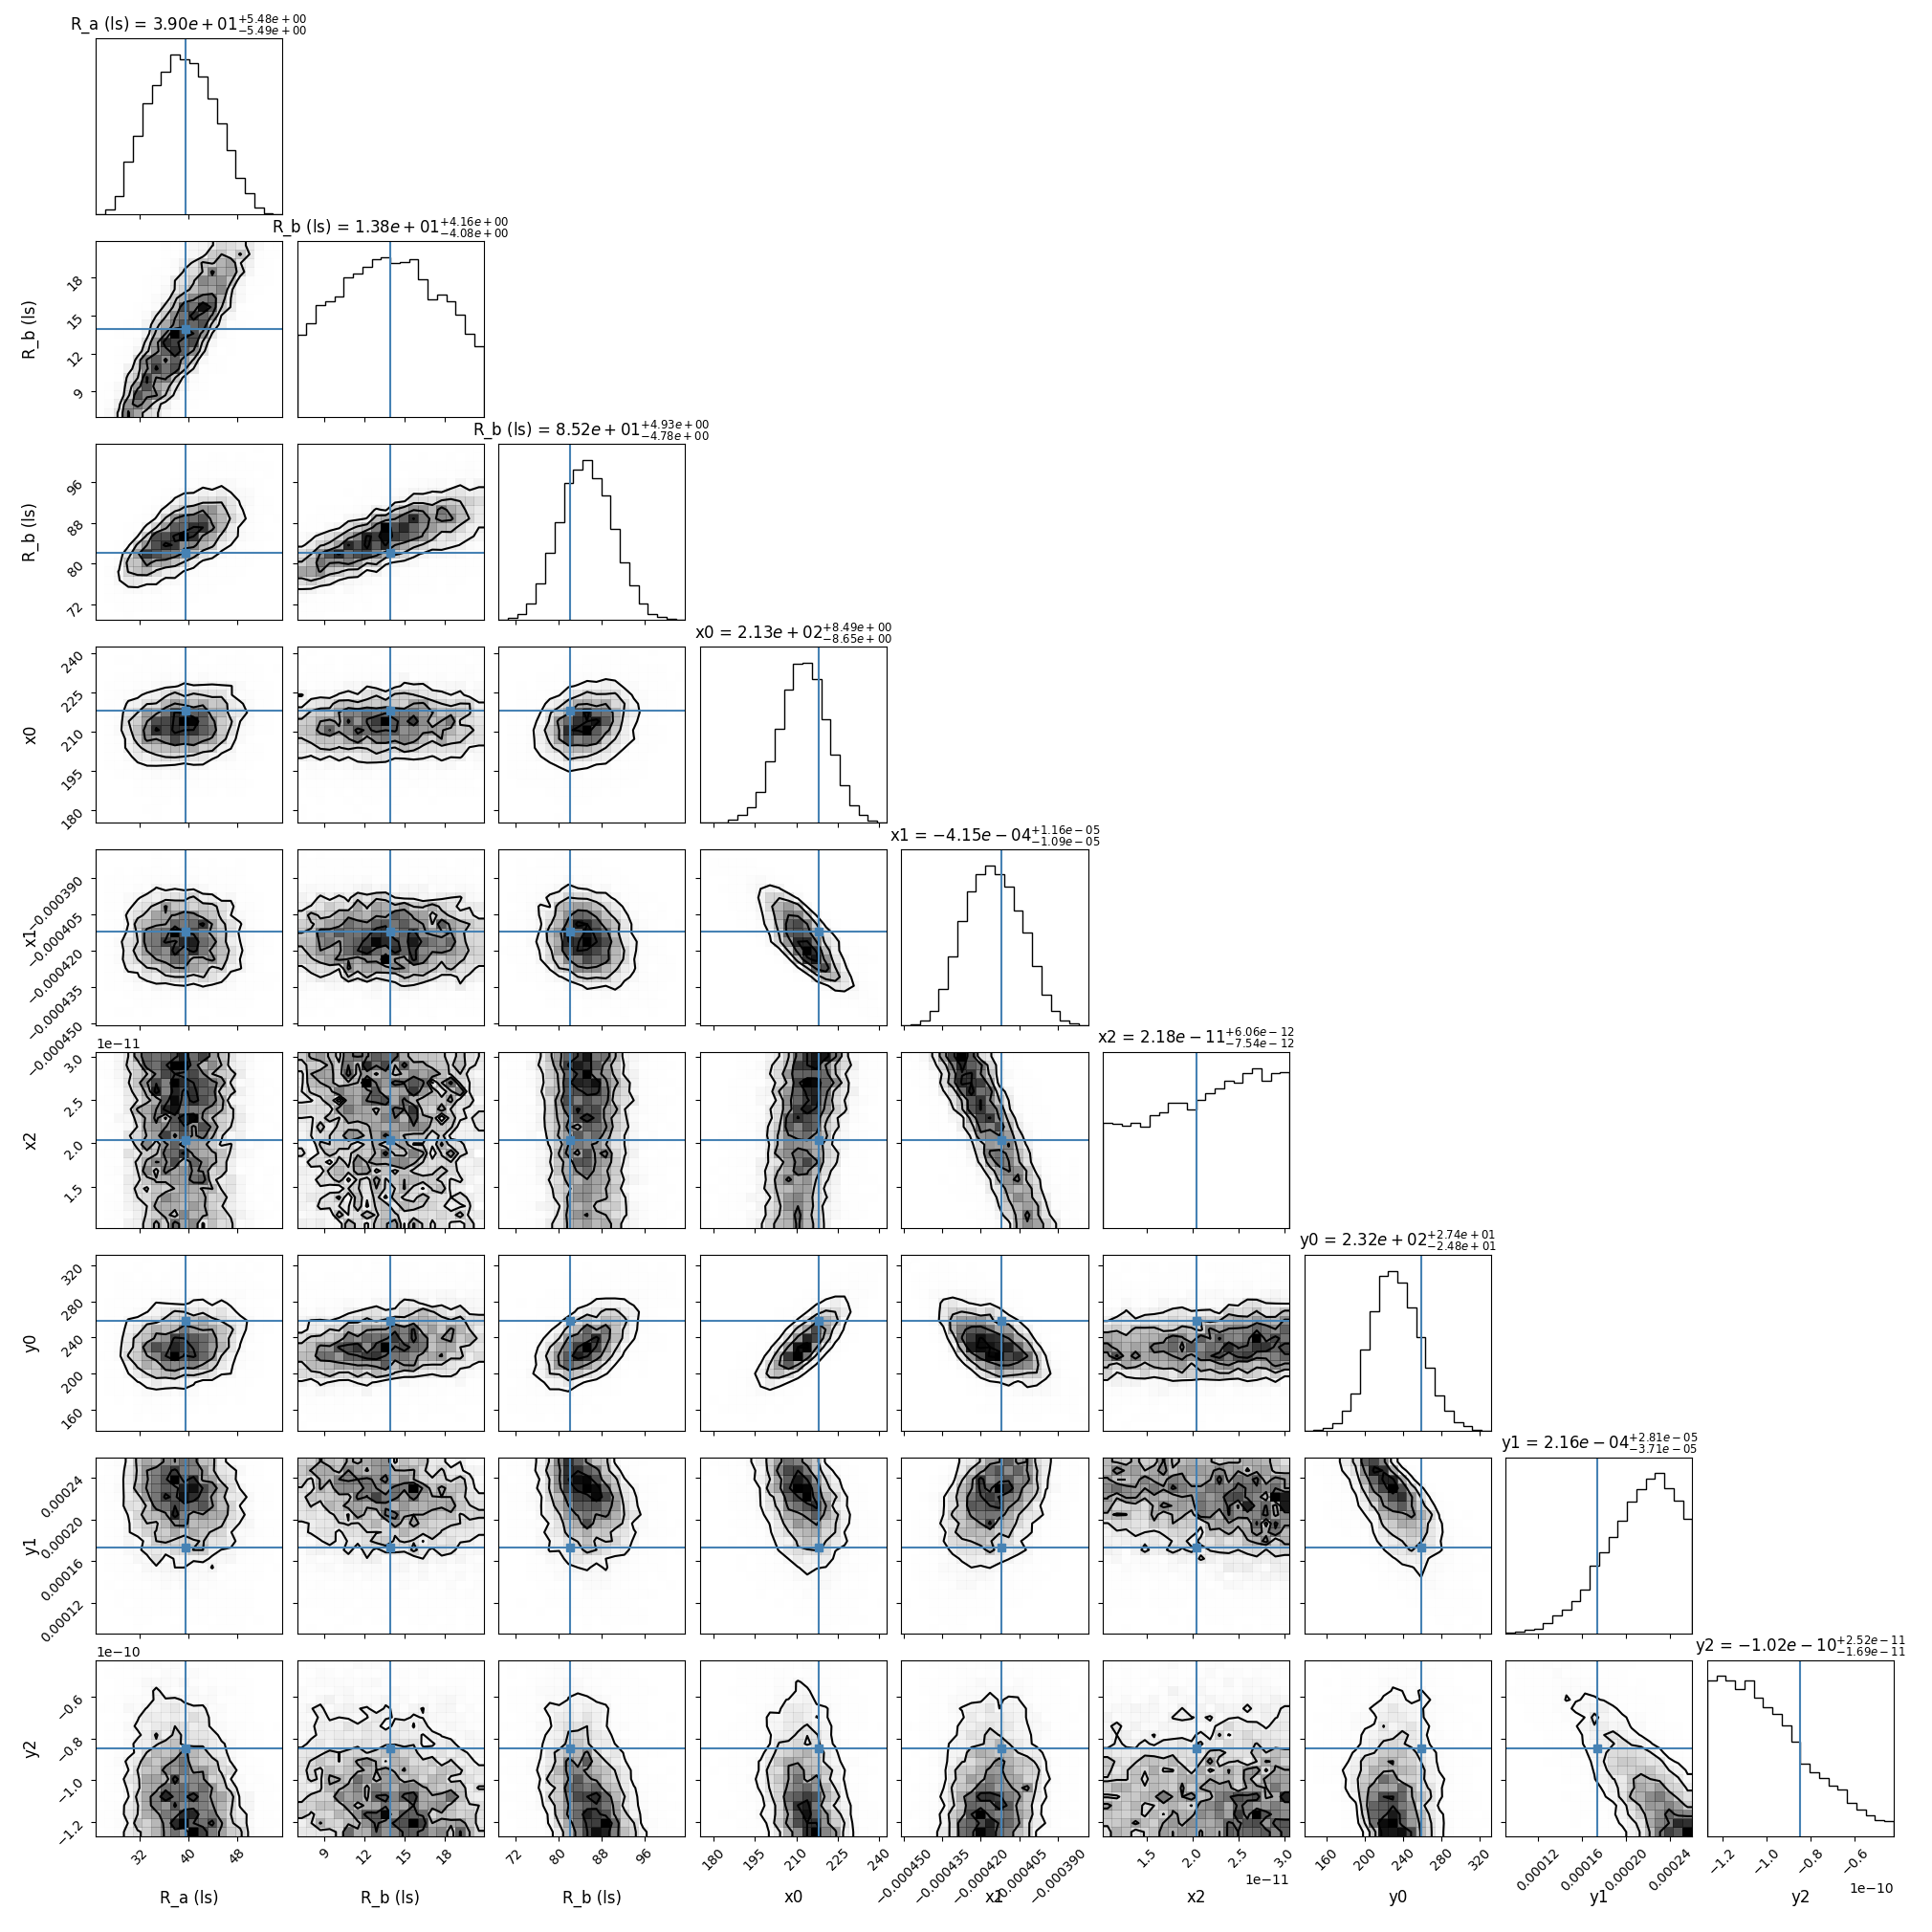 R_a (ls) = 3.90e+01+5.48e+00−5.49e+00
R_b (ls) = 1.38e+01+4.16e+00−4.08e+00
18
15
12
9
R_b (ls)
R_b (ls) = 8.52e+01+4.93e+00−4.78e+00
96
88
80
72
R_b (ls)
x0 = 2.13e+02+8.49e+00−8.65e+00
240
225
210
195
180
x0
x1 = −4.15e−04+1.16e−05−1.09e−05
−0.000390
−0.000405
−0.000420
−0.000435
−0.000450
x1
x2 = 2.18e−11+6.06e−12−7.54e−12
1e−11
3.0
2.5
2.0
1.5
x2
y0 = 2.32e+02+2.74e+01−2.48e+01
320
280
240
200
160
y0
y1 = 2.16e−04+2.81e−05−3.71e−05
0.00024
0.00020
0.00016
0.00012
y1
y2 = −1.02e−10+2.52e−11−1.69e−11
1e−10
−0.6
−0.8
−1.0
−1.2
y2
32 40 48
9 12 15 18
72 80 88 96
180 195 210 225 240
−0.000450 −0.000435 −0.000420 −0.000405 −0.000390
1.5 2.0 2.5 3.0
1e−11
160 200 240 280 320
0.00012 0.00016 0.00020 0.00024
−1.2 −1.0 −0.8 −0.6
1e−10
R_a (ls) R_b (ls) R_b (ls) x0 x1 x2 y0 y1 y2